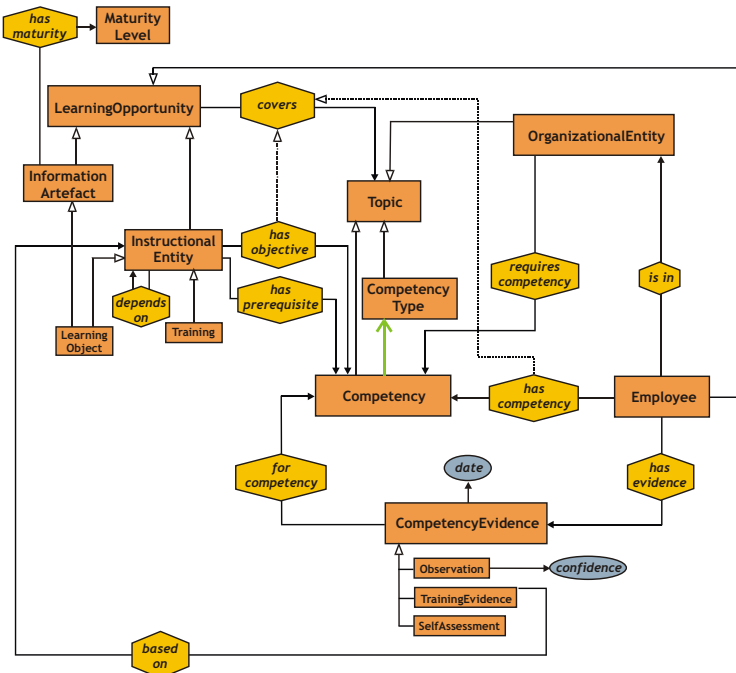 has
maturity
Maturity
Level
LearningOpportunity
covers
OrganizationalEntity
Information
Artefact
Topic
Instructional
Entity
has
objective
requires
competency
is in
has
prerequisite
Competency
Type
depends
on
Learning
Object
Training
Competency
has
competency
Employee
for
competency
date
has
evidence
CompetencyEvidence
Observation
confidence
TrainingEvidence
SelfAssessment
based
on